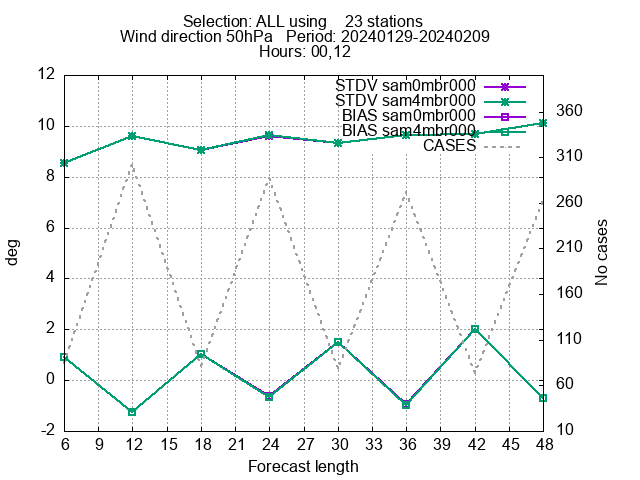 Selection: ALL using    23 stations
Wind direction 50hPa   Period: 20240129-20240209
Hours: 00,12
STDV sam0mbr000
STDV sam4mbr000
BIAS sam0mbr000
BIAS sam4mbr000
CASES
12
10
8
6
4
2
0
-2
deg
360
310
260
210
160
110
60
10
No cases
6 9 12 15 18 21 24 27 30 33 36 39 42 45 48
Forecast length